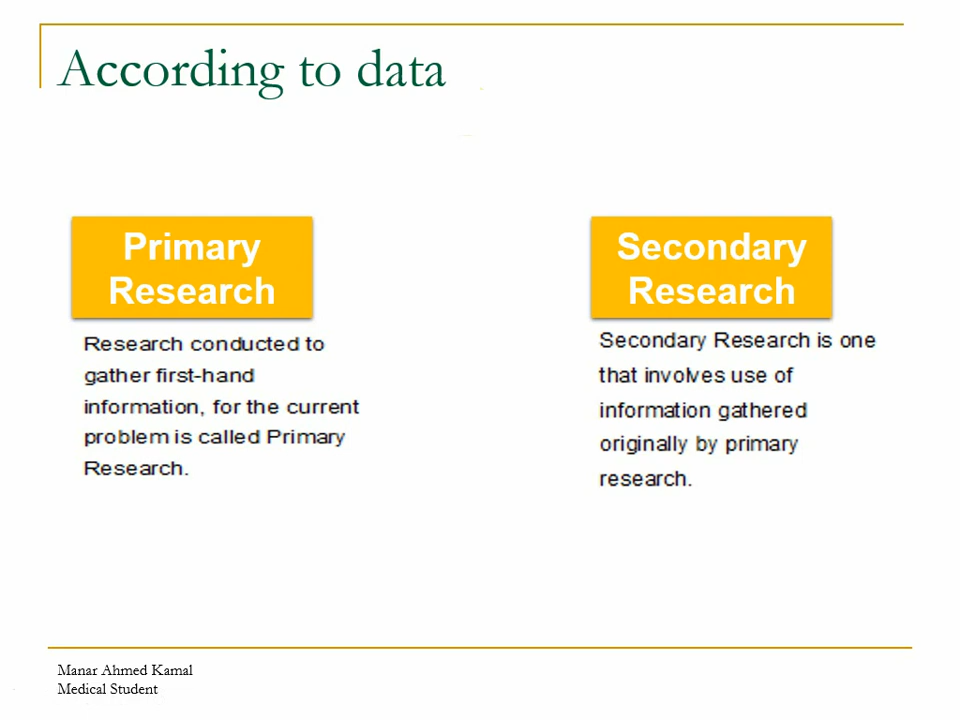 According to data
Primary
Research
Research conducted to
gather first-hand
information, for the current
problem is called Primary
Research.
Secondary
Research
Secondary Research is one
that involves use of
information gathered
originally by primary
research.
Manar Ahmed Kamal
Medical Student